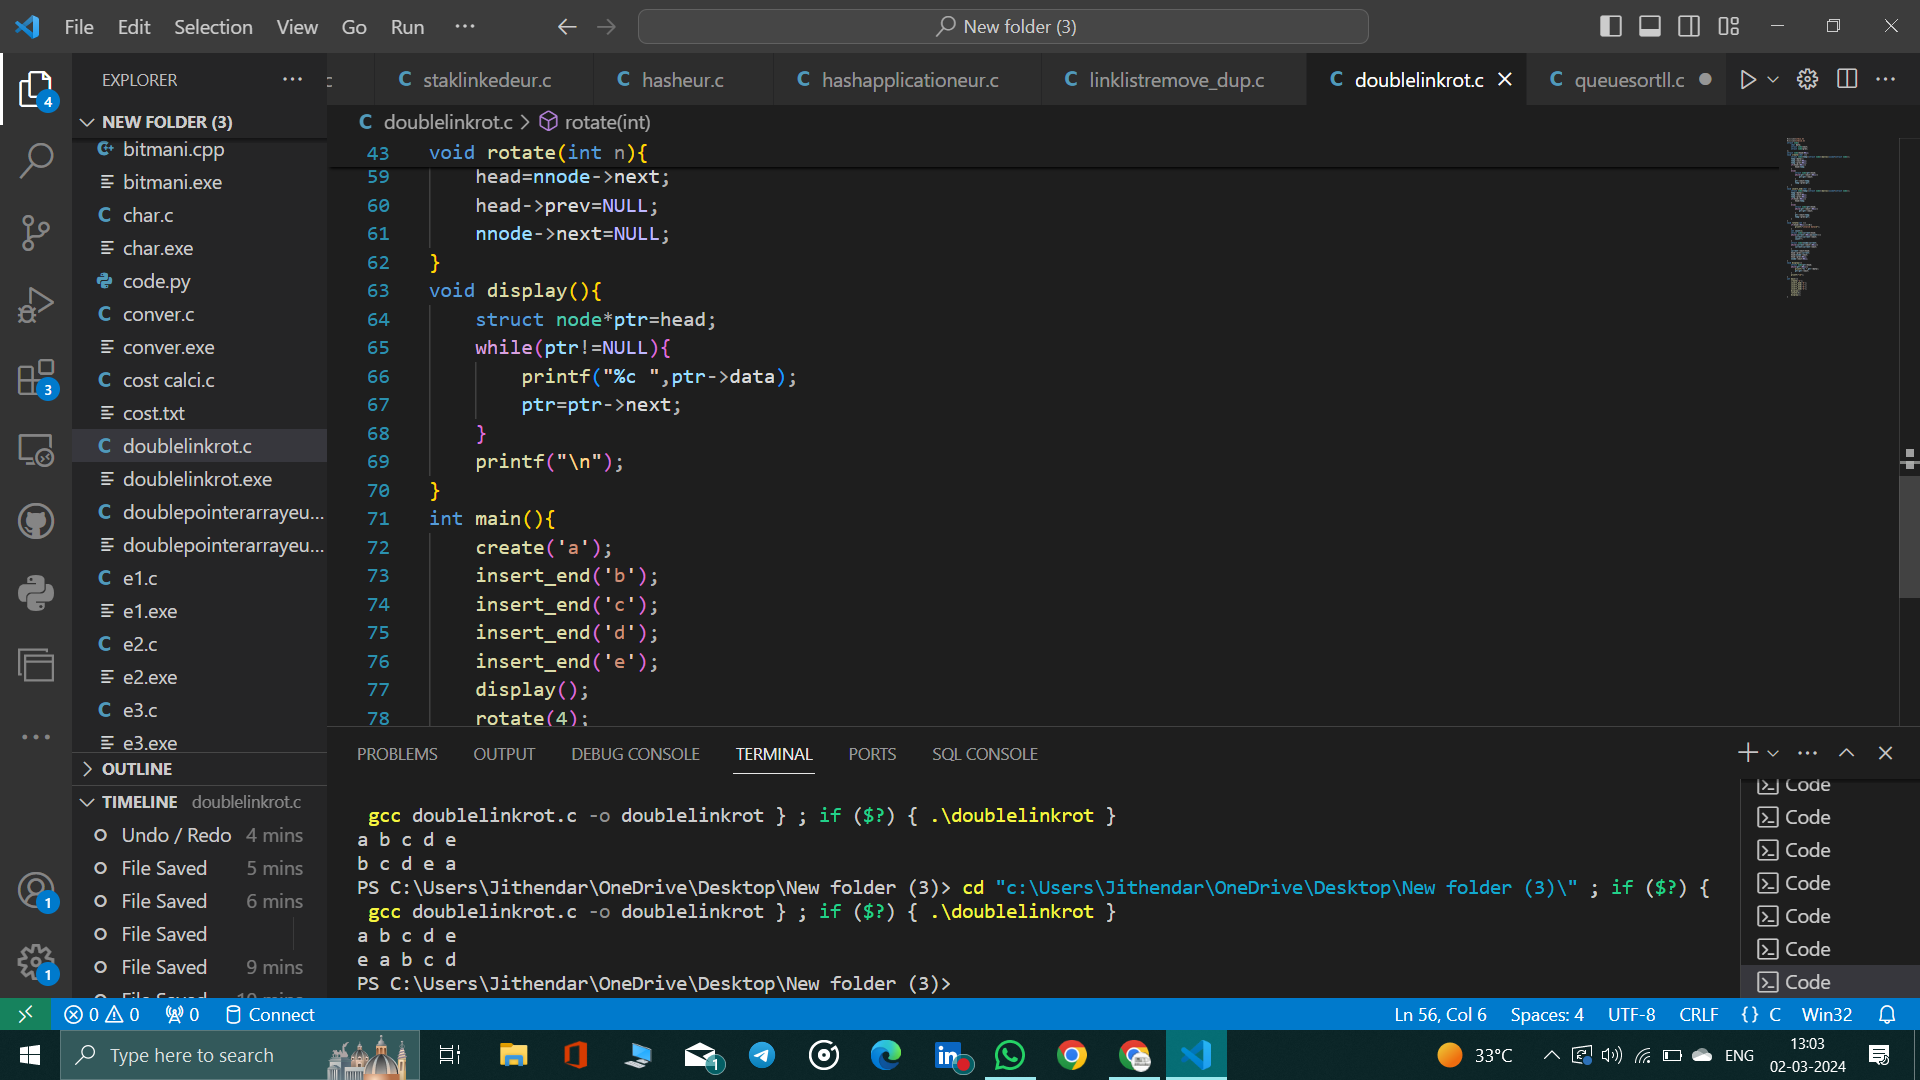 File Edit Selection View Go Run ··· New folder (3)
EXPLORER ···
NEW FOLDER (3)
bitmani.cpp
bitmani.exe
char.c
char.exe
code.py
conver.c
conver.exe
cost calci.c
cost.txt
doublelinkrot.c
doublelinkrot.exe
doublepointerarrayeu...
doublepointerarrayeu...
e1.c
e1.exe
e2.c
e2.exe
e3.c
e3.exe
OUTLINE
TIMELINE doublelinkrot.c
Undo / Redo 4 mins
File Saved 5 mins
File Saved 6 mins
File Saved
File Saved 9 mins
File Saved 10 mins
4
3
1
1
C staklinkedeur.c C hasheur.c C hashapplicationeur.c C linklistremove_dup.c C doublelinkrot.c C queuesortll.c
C doublelinkrot.c > rotate(int)
43 void rotate(int n){
59 head=nnode->next;
60 head->prev=NULL;
61 nnode->next=NULL;
62 }
63 void display(){
64 struct node*ptr=head;
65 while(ptr!=NULL){
66 printf("%c ",ptr->data);
67 ptr=ptr->next;
68 }
69 printf("\n");
70 }
71 int main(){
72 create('a');
73 insert_end('b');
74 insert_end('c');
75 insert_end('d');
76 insert_end('e');
77 display();
78 rotate(4);
PROBLEMS OUTPUT DEBUG CONSOLE TERMINAL PORTS SQL CONSOLE
gcc doublelinkrot.c -o doublelinkrot } ; if ($?) { .\doublelinkrot }
a b c d e
b c d e a
PS C:\Users\Jithendar\OneDrive\Desktop\New folder (3)> cd "c:\Users\Jithendar\OneDrive\Desktop\New folder (3)\" ; if ($?) {
gcc doublelinkrot.c -o doublelinkrot } ; if ($?) { .\doublelinkrot }
a b c d e
e a b c d
PS C:\Users\Jithendar\OneDrive\Desktop\New folder (3)>
Code
Code
Code
Code
Code
Code
Code
0 0 0 Connect Ln 56, Col 6 Spaces: 4 UTF-8 CRLF {} C Win32
Type here to search 1 33°C ENG 13:03
02-03-2024